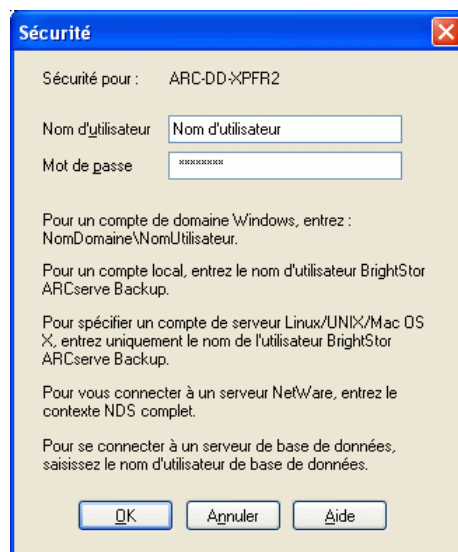 Sécurité
Sécurité pour : ARC-DD-XPFR2
Nom d'utilisateur Nom d'utilisateur
Mot de passe ××××××××
Pour un compte de domaine Windows, entrez :
NomDomaine\NomUtilisateur.
Pour un compte local, entrez le nom d'utilisateur BrightStor
ARCserve Backup.
Pour spécifier un compte de serveur Linux/UNIX/Mac OS
X, entrez uniquement le nom de l'utilisateur BrightStor
ARCserve Backup.
Pour vous connecter à un serveur NetWare, entrez le
contexte NDS complet.
Pour se connecter à un serveur de base de données,
saisissez le nom d'utilisateur de base de données.
OK Annuler Aide